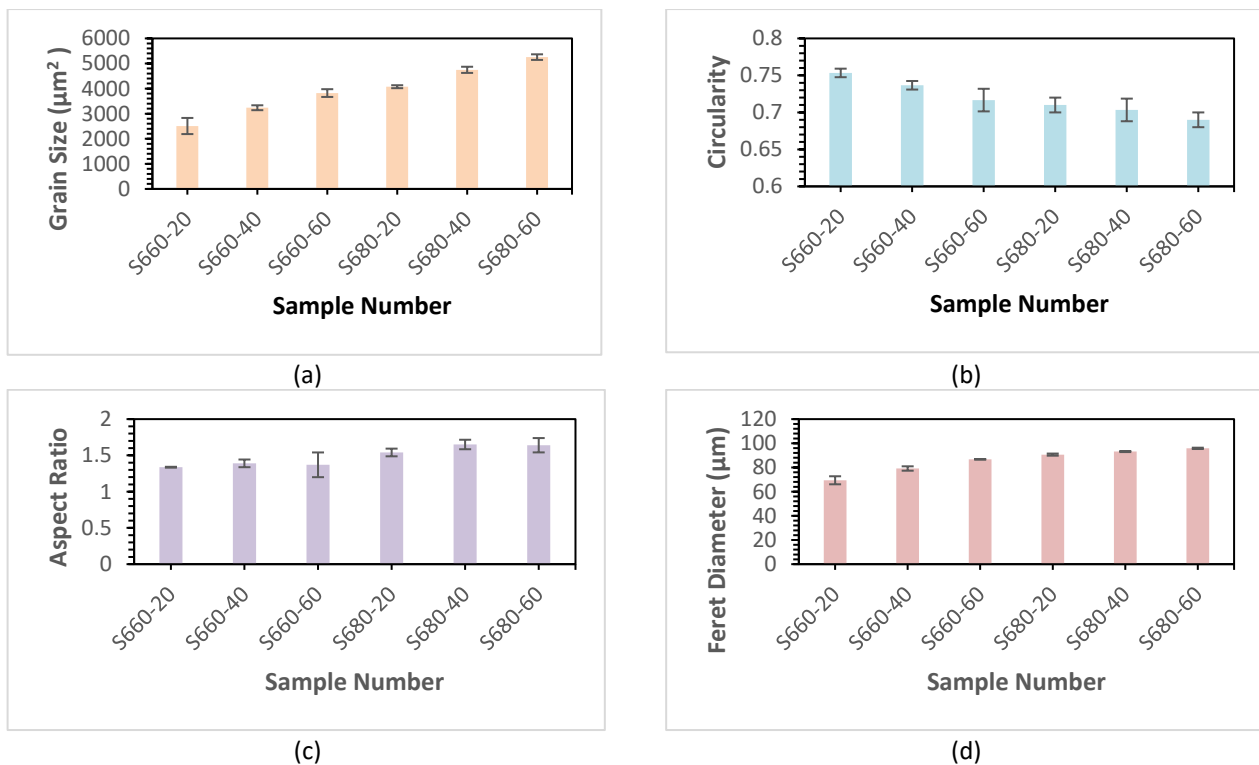 Grain Size (µm²)
6000
5000
4000
3000
2000
1000
0
S660-20
S660-40
S660-60
S680-20
S680-40
S680-60
Sample Number
(a)
Circularity
0.8
0.75
0.7
0.65
0.6
S660-20
S660-40
S660-60
S680-20
S680-40
S680-60
Sample Number
(b)
Aspect Ratio
2
1.5
1
0.5
0
S660-20
S660-40
S660-60
S680-20
S680-40
S680-60
Sample Number
(c)
Feret Diameter (µm)
120
100
80
60
40
20
0
S660-20
S660-40
S660-60
S680-20
S680-40
S680-60
Sample Number
(d)